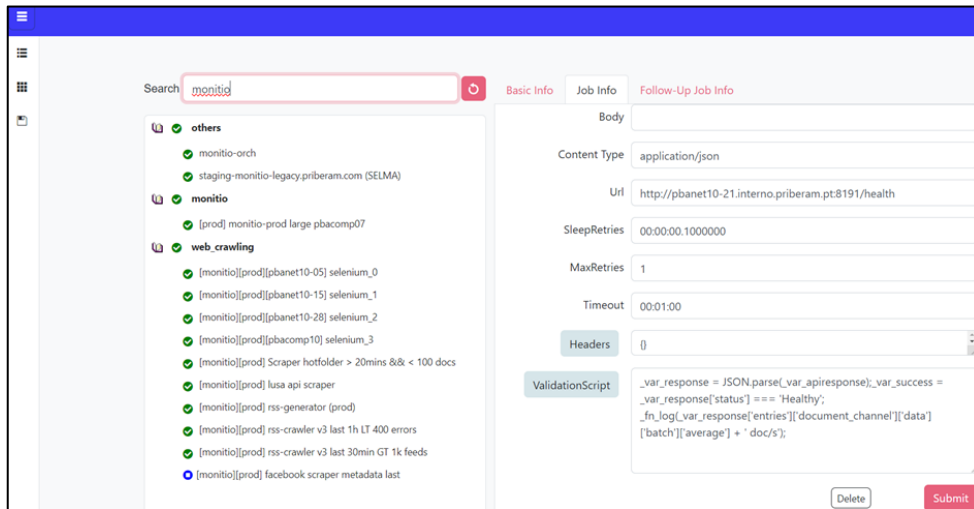 Search
monitio
others
monitio-orch
staging-monitio-legacy.priberam.com (SELMA)
monitio
[prod] monitio-prod large pbacomp07
web_crawling
[monitio][prod][pbanet10-05] selenium_0
[monitio][prod][pbanet10-15] selenium_1
[monitio][prod][pbanet10-28] selenium_2
[monitio][prod][pbacomp10] selenium_3
[monitio][prod] Scraper hotfolder > 20mins && < 100 docs
[monitio][prod] lusa api scraper
[monitio][prod] rss-generator (prod)
[monitio][prod] rss-crawler v3 last 1h LT 400 errors
[monitio][prod] rss-crawler v3 last 30min GT 1k feeds
[monitio][prod] facebook scraper metadata last
Basic Info Job Info Follow-Up Job Info
Body
Content Type application/json
Url http://pbanet10-21.interno.priberam.pt:8191/health
SleepRetries 00:00:00.1000000
MaxRetries 1
Timeout 00:01:00
Headers {}
ValidationScript _var_response = JSON.parse(_var_apiresponse);_var_success =
_var_response['status'] === 'Healthy';
_fn_log(_var_response['entries']['document_channel']['data']
['batch']['average'] + ' doc/s');
Delete Submit